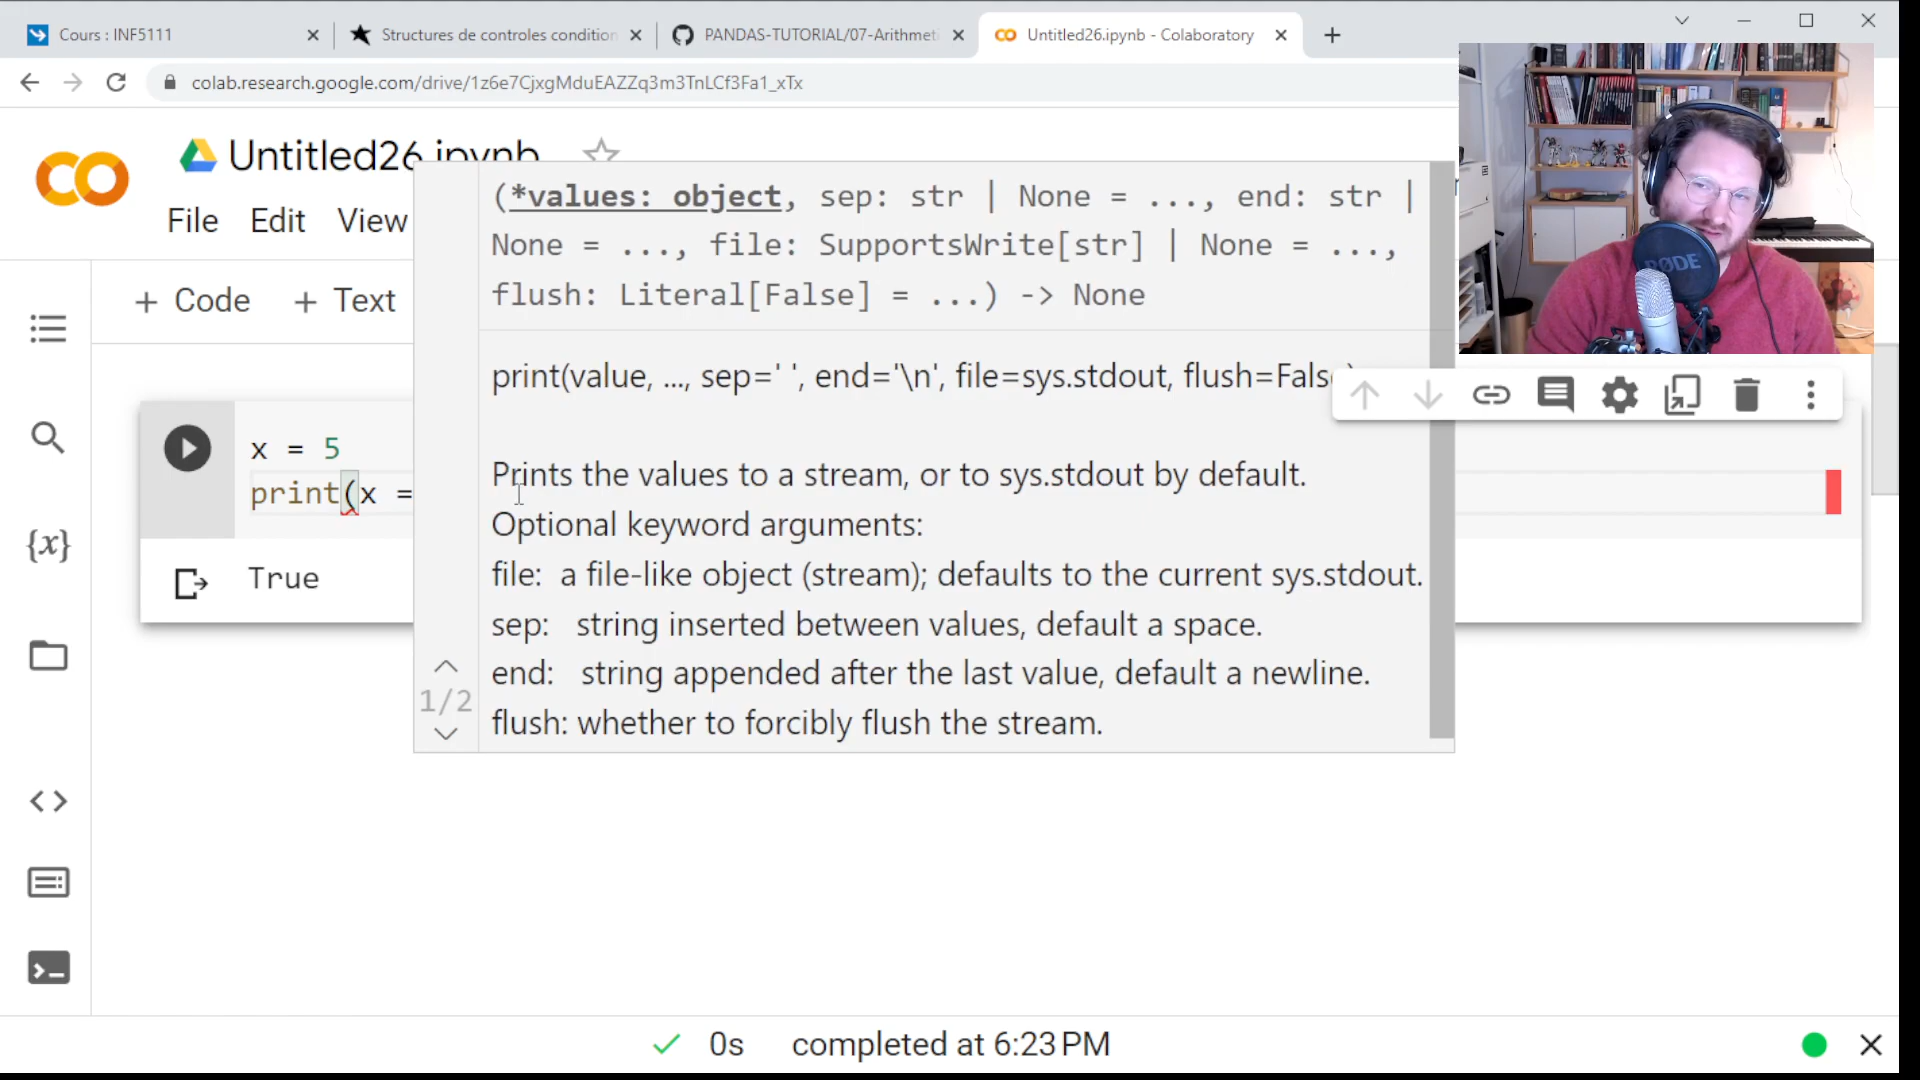 Cours : INF5111
Structures de controles condition
PANDAS-TUTORIAL/07-Arithmeti
Untitled26.ipynb - Colaboratory
colab.research.google.com/drive/1z6e7CjxgMduEAZZq3m3TnLCf3Fa1_xTx
Untitled26.ipynb
File Edit View
+ Code + Text
(*values: object, sep: str | None = ..., end: str |
None = ..., file: SupportsWrite[str] | None = ...,
flush: Literal[False] = ...) -> None
print(value, ..., sep=' ', end='\n', file=sys.stdout, flush=False)
Prints the values to a stream, or to sys.stdout by default.
Optional keyword arguments:
file: a file-like object (stream); defaults to the current sys.stdout.
sep: string inserted between values, default a space.
end: string appended after the last value, default a newline.
flush: whether to forcibly flush the stream.
1/2
x = 5
print(x =
True
{x}
RØDE
0s completed at 6:23 PM